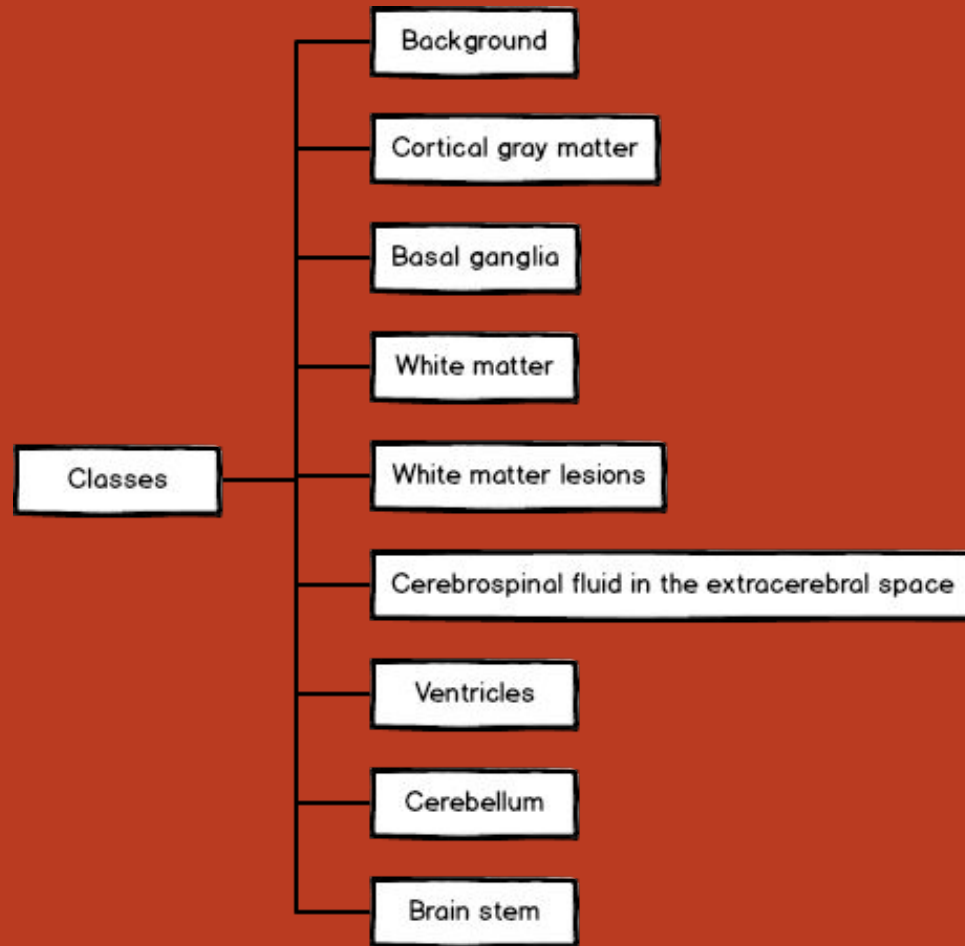 Background
Cortical gray matter
Basal ganglia
White matter
Classes
White matter lesions
Cerebrospinal fluid in the extracerebral space
Ventricles
Cerebellum
Brain stem